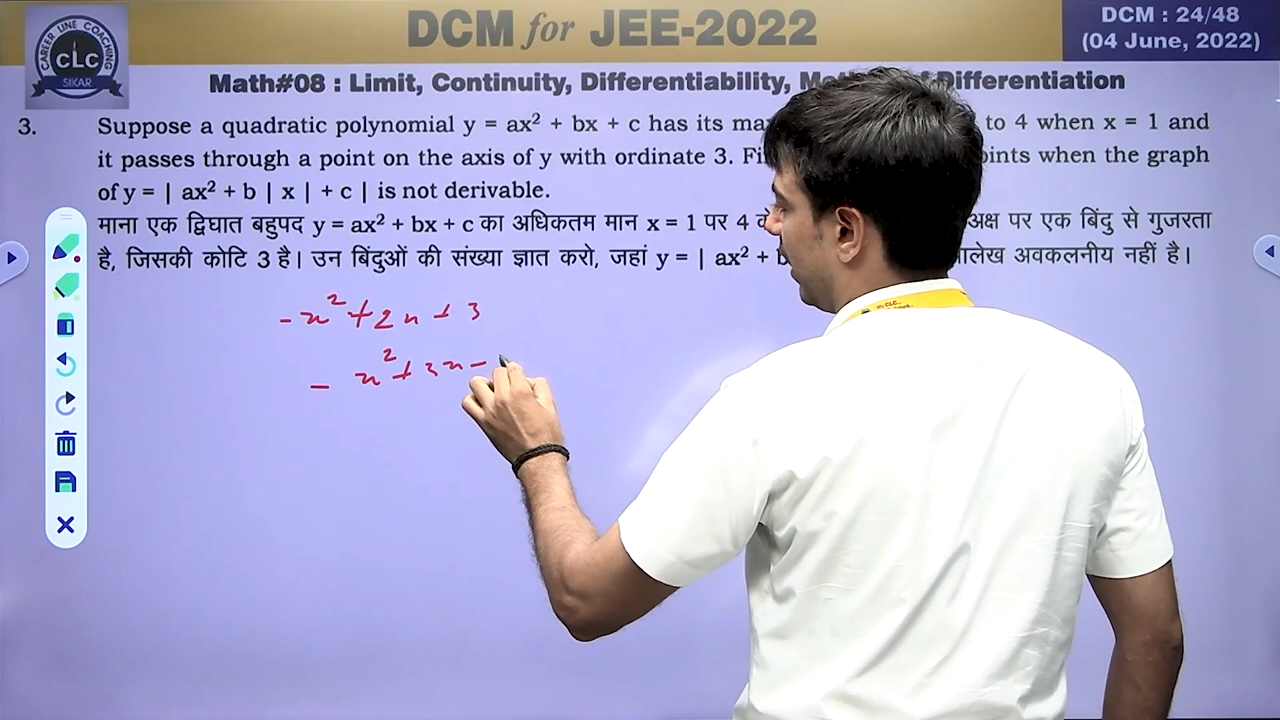 DCM for JEE-2022
DCM : 24/48
(04 June, 2022)
CAREER LINE COACHING
CLC
SIKAR
Math#08 : Limit, Continuity, Differentiability, Differentiation
3. Suppose a quadratic polynomial y = ax² + bx + c has its to 4 when x = 1 and
it passes through a point on the axis of y with ordinate 3. when the graph
of y = | ax² + b | x | + c | is not derivable.
माना एक द्विघात बहुपद y = ax² + bx + c का अधिकतम मान x = 1 पर 4 अक्ष पर एक बिंदु से गुजरता
है, जिसकी कोटि 3 है। उन बिंदुओं की संख्या ज्ञात करो, जहां y = | ax² + अवकलनीय नहीं है।
-x² + 2x + 3
- x² + 3x -